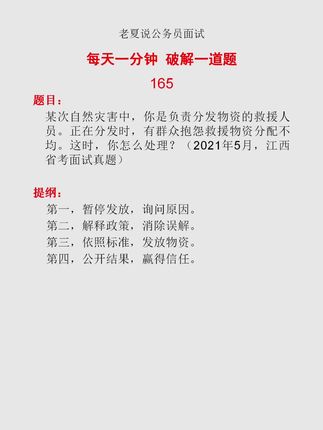 老夏说公务员面试
每天一分钟 破解一道题
165
题目：
某次自然灾害中，你是负责分发物资的救援人
员。正在分发时，有群众抱怨救援物资分配不
均。这时，你怎么处理？（2021年5月，江西
省考面试真题）
提纲：
第一，暂停发放，询问原因。
第二，解释政策，消除误解。
第三，依照标准，发放物资。
第四，公开结果，赢得信任。